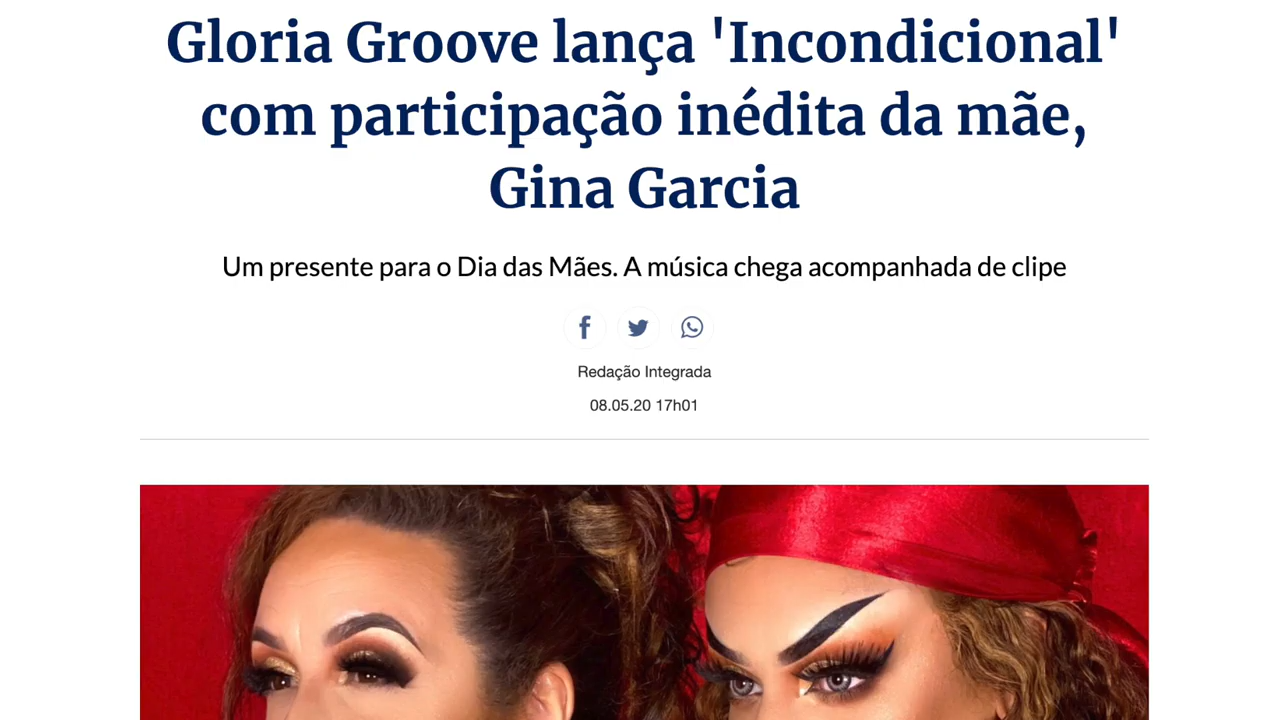 Gloria Groove lança 'Incondicional'
com participação inédita da mãe,
Gina Garcia
Um presente para o Dia das Mães. A música chega acompanhada de clipe
Redação Integrada
08.05.20 17h01